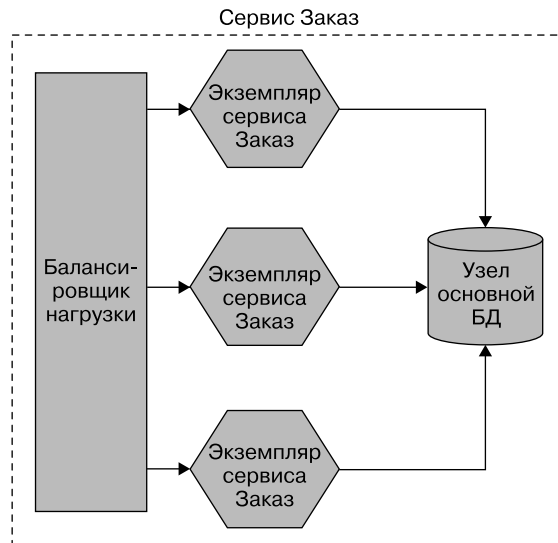 Сервис Заказ
Экземпляр
сервиса
Заказ
Баланси-
ровщик
нагрузки
Экземпляр
сервиса
Заказ
Узел
основной
БД
Экземпляр
сервиса
Заказ